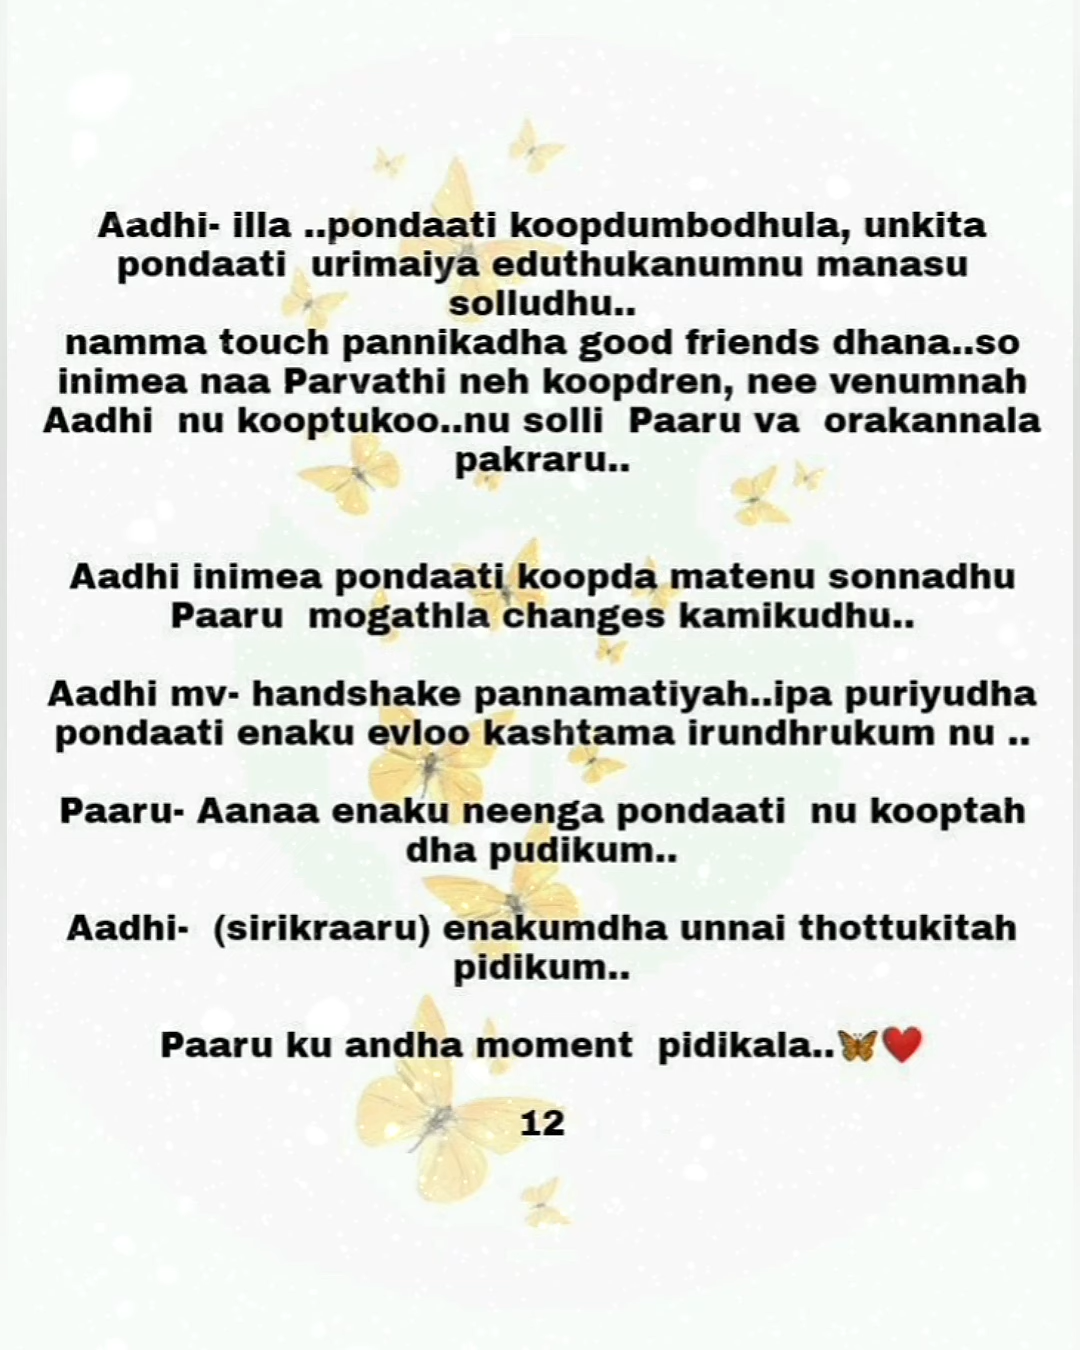 Aadhi- illa ..pondaati koopdumbodhula, unkita
pondaati  urimaiya eduthukanumnu manasu
solludhu..
namma touch pannikadha good friends dhana..so
inimea naa Parvathi neh koopdren, nee venumnah
Aadhi  nu kooptukoo..nu solli  Paaru va  orakannala
pakraru..
Aadhi inimea pondaati koopda matenu sonnadhu
Paaru  mogathla changes kamikudhu..
Aadhi mv- handshake pannamatiyah..ipa puriyudha
pondaati enaku evloo kashtama irundhrukum nu ..
Paaru- Aanaa enaku neenga pondaati  nu kooptah
dha pudikum..
Aadhi-  (sirikraaru) enakumdha unnai thottukitah
pidikum..
Paaru ku andha moment  pidikala..🦋❤️
12